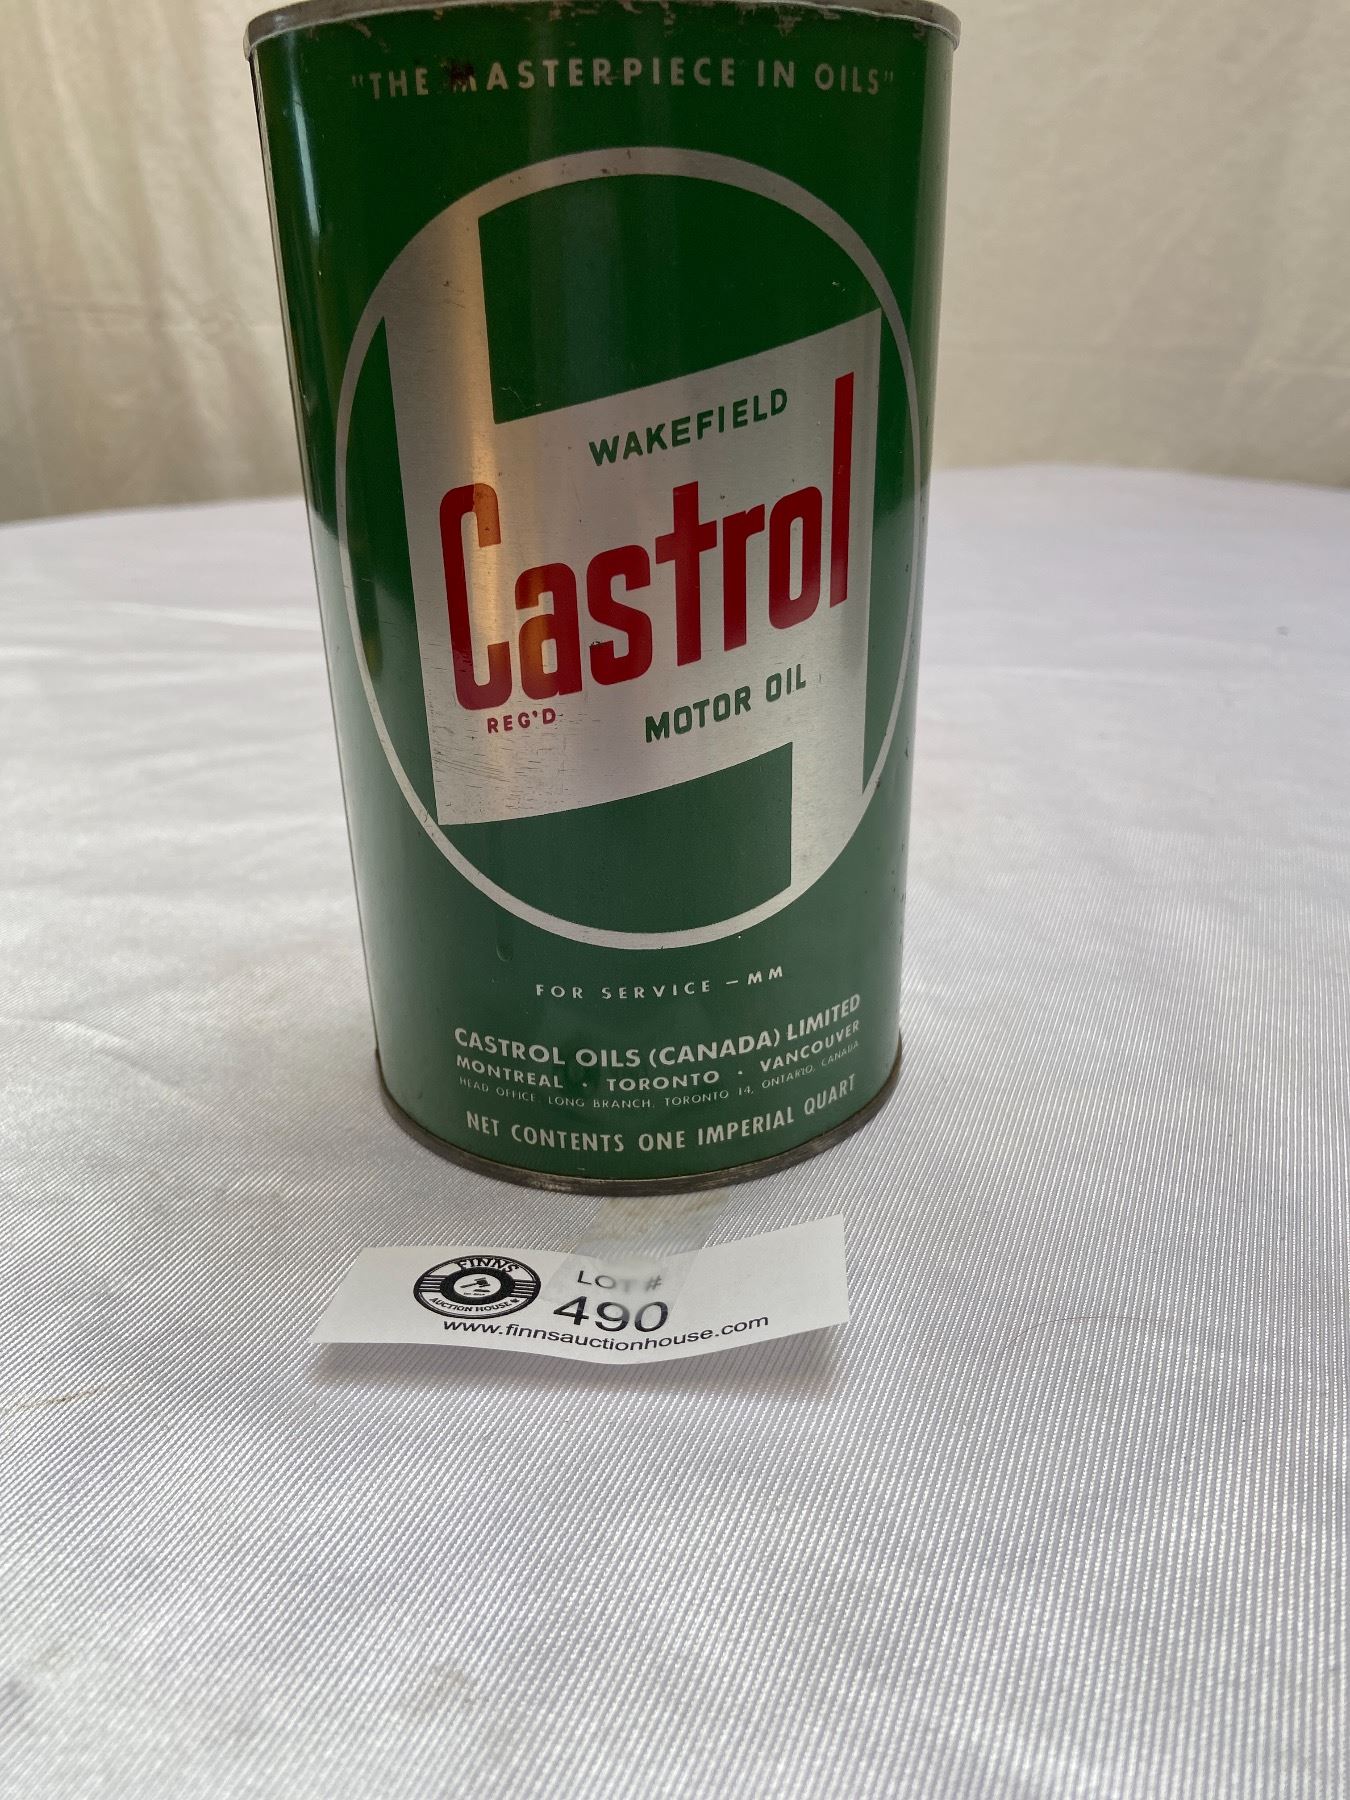 "THE MASTERPIECE IN OILS"
WAKEFIELD
Castrol
REG'D
MOTOR OIL
FOR SERVICE – MM
CASTROL OILS (CANADA) LIMITED
MONTREAL · TORONTO · VANCOUVER
HEAD OFFICE, LONG BRANCH, TORONTO 14, ONTARIO, CANADA
NET CONTENTS ONE IMPERIAL QUART
FINNS
AUCTION HOUSE
LOT #
490
www.finnsauctionhouse.com